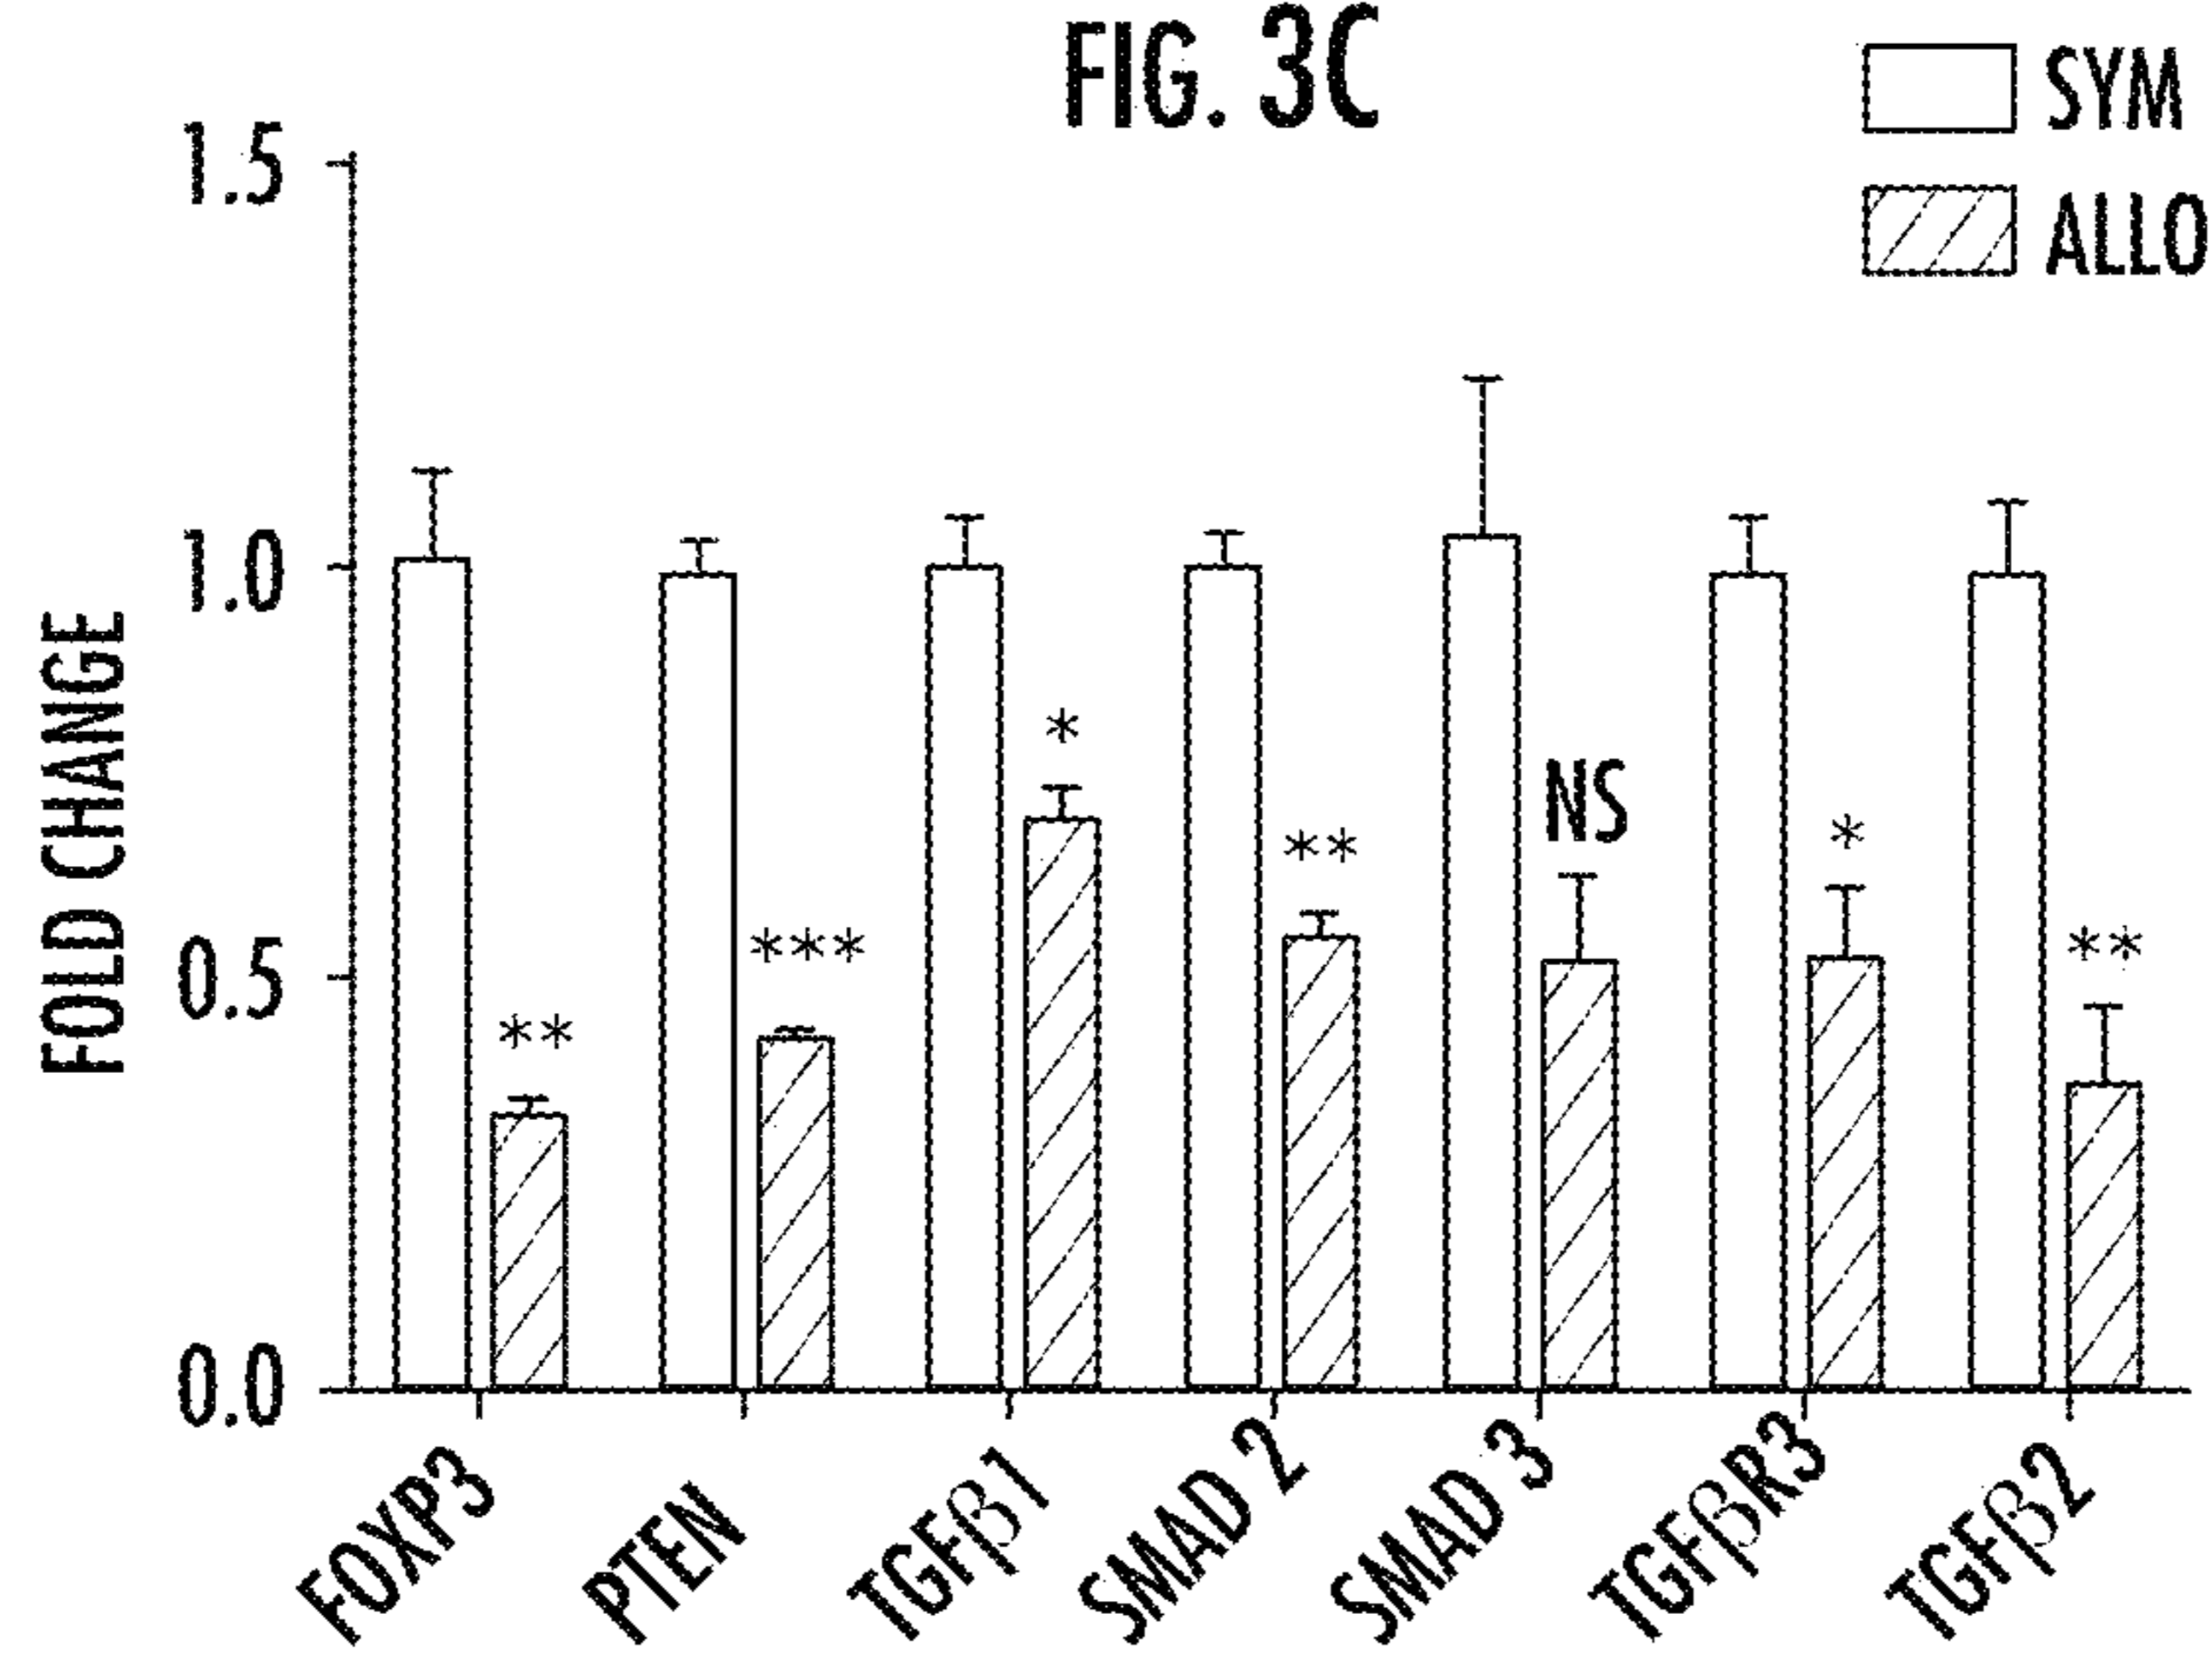 FIG. 3C
SYM
ALLO
FOLD CHANGE
1.5
1.0
0.5
0.0
**
***
*
**
NS
*
**
FOXP3
PTEN
TGFβ1
SMAD 2
SMAD 3
TGFβR3
TGFβ2